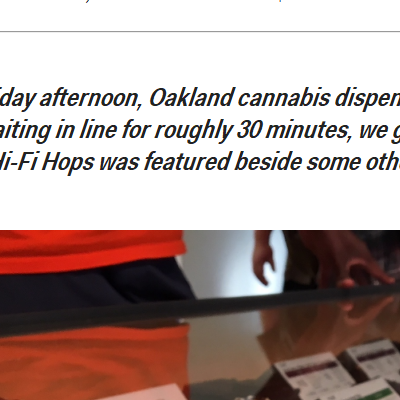 day afternoon, Oakland cannabis dispen
aiting in line for roughly 30 minutes, we g
Hi-Fi Hops was featured beside some oth